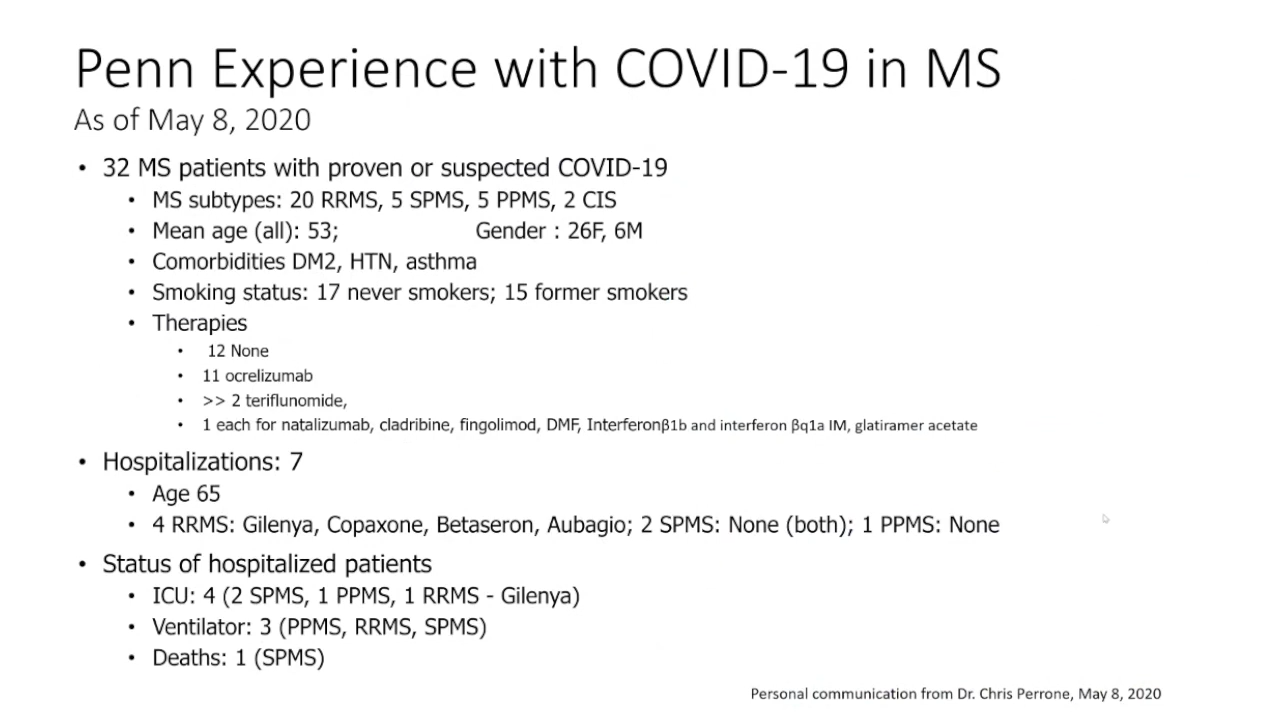 Penn Experience with COVID-19 in MS
As of May 8, 2020
• 32 MS patients with proven or suspected COVID-19
• MS subtypes: 20 RRMS, 5 SPMS, 5 PPMS, 2 CIS
• Mean age (all): 53; Gender : 26F, 6M
• Comorbidities DM2, HTN, asthma
• Smoking status: 17 never smokers; 15 former smokers
• Therapies
• 12 None
• 11 ocrelizumab
• >> 2 teriflunomide,
• 1 each for natalizumab, cladribine, fingolimod, DMF, Interferonβ1b and interferon βq1a IM, glatiramer acetate
• Hospitalizations: 7
• Age 65
• 4 RRMS: Gilenya, Copaxone, Betaseron, Aubagio; 2 SPMS: None (both); 1 PPMS: None
• Status of hospitalized patients
• ICU: 4 (2 SPMS, 1 PPMS, 1 RRMS - Gilenya)
• Ventilator: 3 (PPMS, RRMS, SPMS)
• Deaths: 1 (SPMS)
Personal communication from Dr. Chris Perrone, May 8, 2020